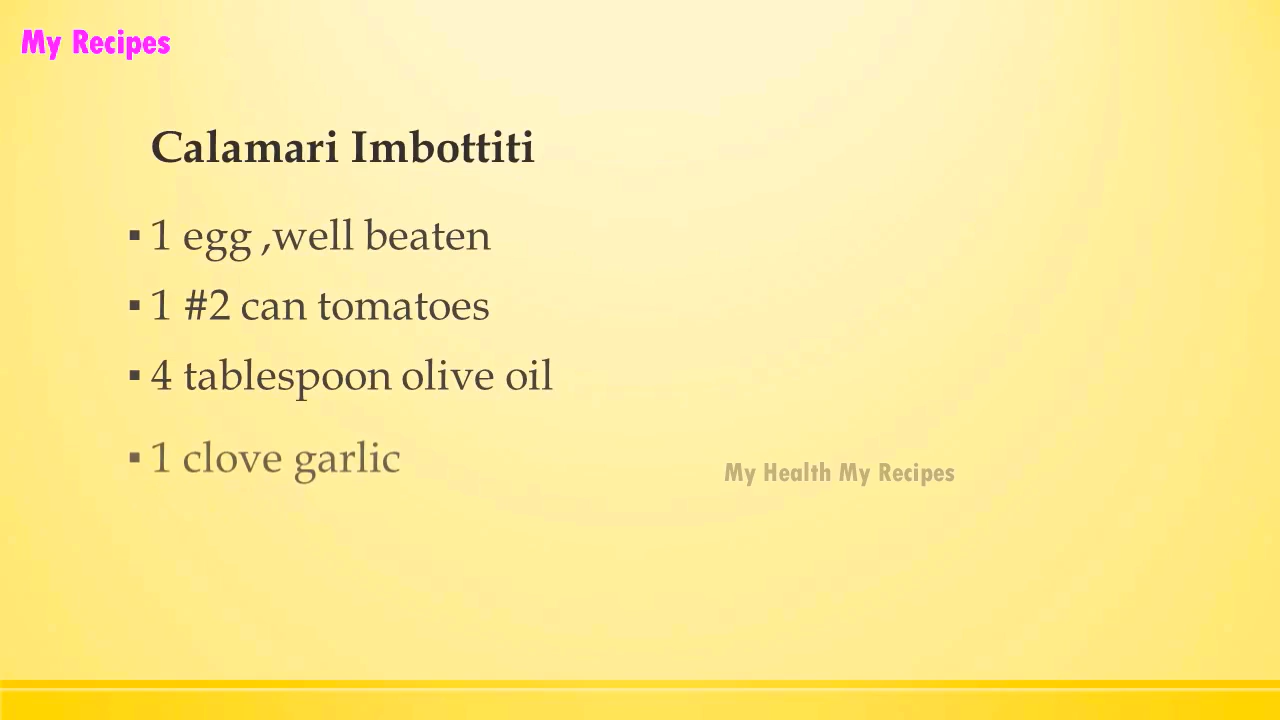 My Recipes
Calamari Imbottiti
▪ 1 egg ,well beaten
▪ 1 #2 can tomatoes
▪ 4 tablespoon olive oil
▪ 1 clove garlic
My Health My Recipes